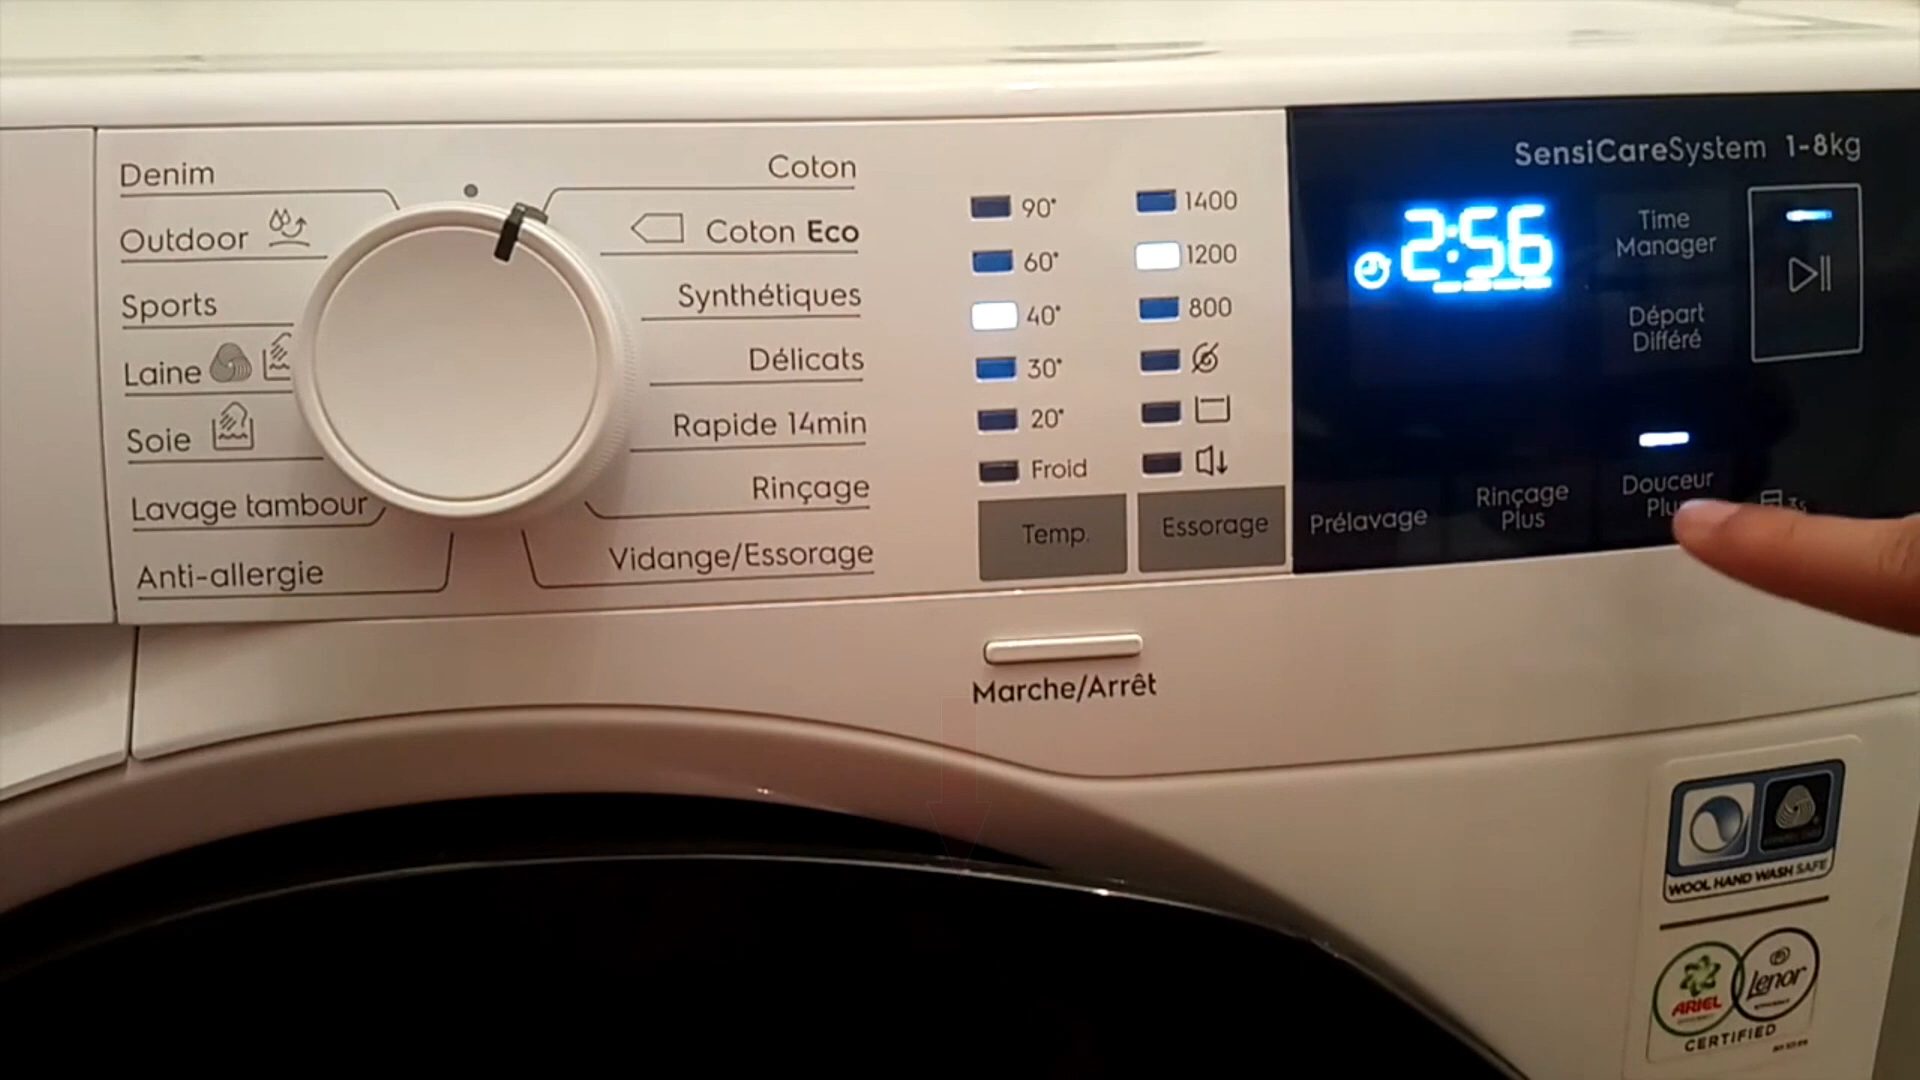 Denim
Outdoor
Sports
Laine
Soie
Lavage tambour
Anti-allergie
Coton
Coton Eco
Synthétiques
Délicats
Rapide 14min
Rinçage
Vidange/Essorage
90°
60°
40°
30°
20°
Froid
Temp.
1400
1200
800
Essorage
SensiCareSystem 1-8kg
2:56
Time
Manager
Départ
Différé
Prélavage
Rinçage
Plus
Douceur
3s
Marche/Arrêt
WOOL HAND WASH SAFE
ARIEL
Lenor
CERTIFIED